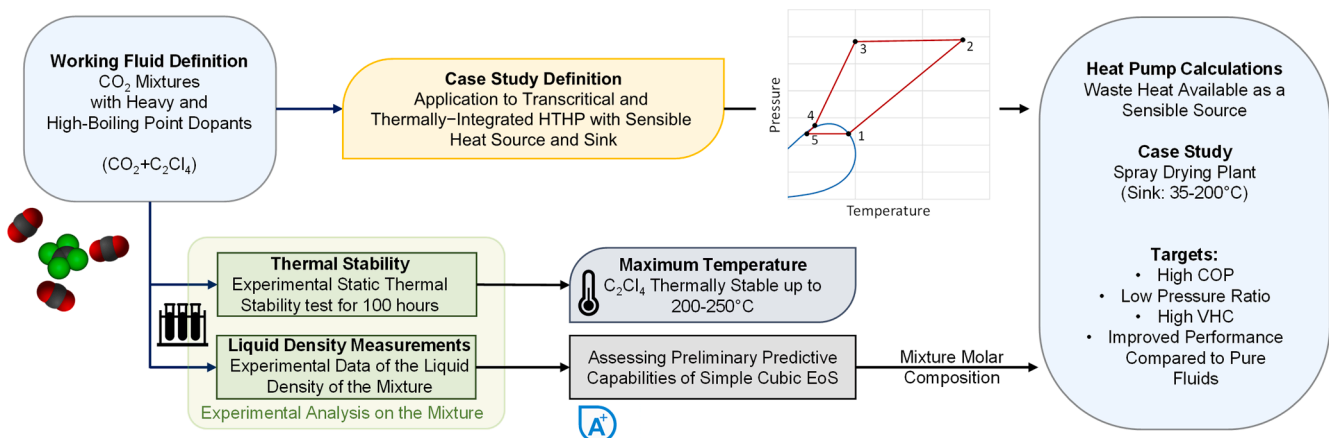 Working Fluid Definition
CO₂ Mixtures
with Heavy and
High-Boiling Point Dopants
(CO₂+C₂Cl₄)
Case Study Definition
Application to Transcritical and
Thermally−Integrated HTHP with Sensible
Heat Source and Sink
Pressure
3
2
4
5
1
Temperature
Heat Pump Calculations
Waste Heat Available as a
Sensible Source
Case Study
Spray Drying Plant
(Sink: 35-200°C)
Targets:
• High COP
• Low Pressure Ratio
• High VHC
• Improved Performance
Compared to Pure
Fluids
Thermal Stability
Experimental Static Thermal
Stability test for 100 hours
Maximum Temperature
C₂Cl₄ Thermally Stable up to
200-250°C
Liquid Density Measurements
Experimental Data of the Liquid
Density of the Mixture
Experimental Analysis on the Mixture
Assessing Preliminary Predictive
Capabilities of Simple Cubic EoS
A+
Mixture Molar
Composition